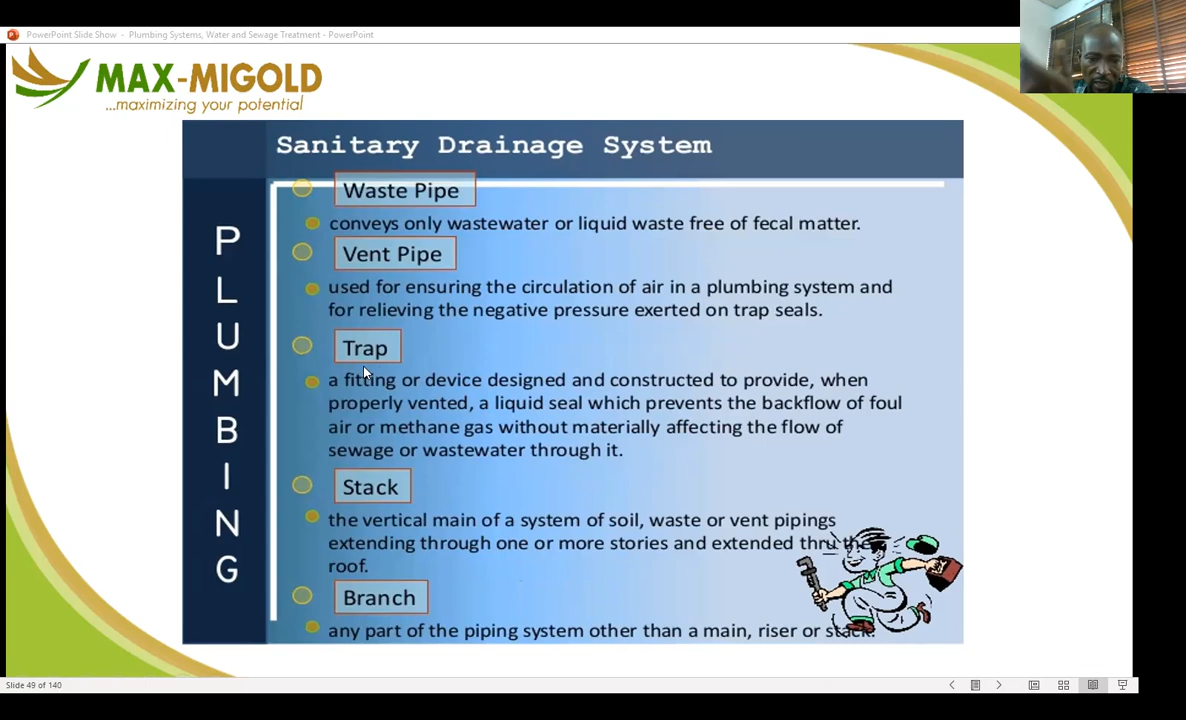 PowerPoint Slide Show - Plumbing Systems, Water and Sewage Treatment - PowerPoint
MAX-MIGOLD
...maximizing your potential
Sanitary Drainage System
PLUMBING
Waste Pipe
conveys only wastewater or liquid waste free of fecal matter.
Vent Pipe
used for ensuring the circulation of air in a plumbing system and
for relieving the negative pressure exerted on trap seals.
Trap
a fitting or device designed and constructed to provide, when
properly vented, a liquid seal which prevents the backflow of foul
air or methane gas without materially affecting the flow of
sewage or wastewater through it.
Stack
the vertical main of a system of soil, waste or vent pipings
extending through one or more stories and extended thru the
roof.
Branch
any part of the piping system other than a main, riser or stack.
Slide 49 of 140